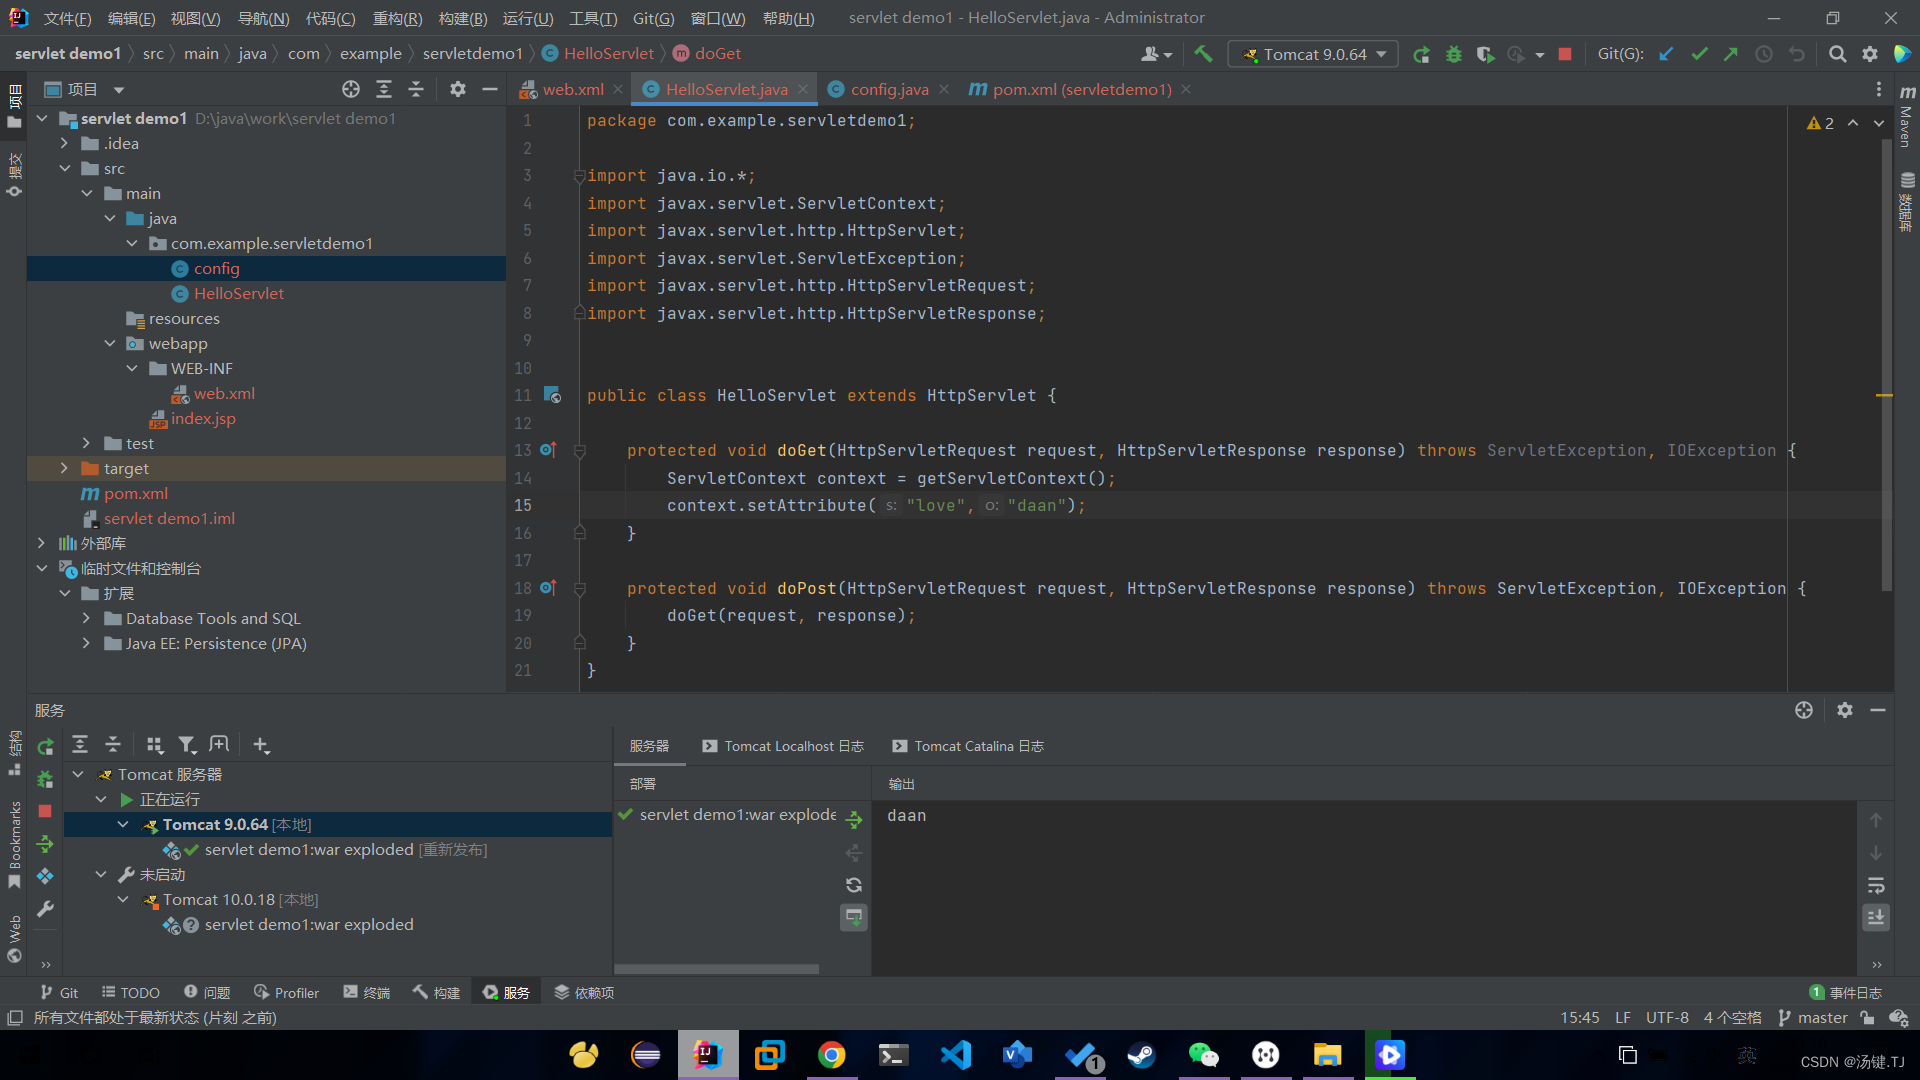 文件(F) 编辑(E) 视图(V) 导航(N) 代码(C) 重构(R) 构建(B) 运行(U) 工具(T) Git(G) 窗口(W) 帮助(H) servlet demo1 - HelloServlet.java - Administrator
servlet demo1 src main java com example servletdemo1 HelloServlet doGet Tomcat 9.0.64 Git(G):
项目 web.xml HelloServlet.java config.java pom.xml (servletdemo1)
servlet demo1 D:\java\work\servlet demo1
.idea
src
main
java
com.example.servletdemo1
config
HelloServlet
resources
webapp
WEB-INF
web.xml
index.jsp
test
target
pom.xml
servlet demo1.iml
外部库
临时文件和控制台
扩展
Database Tools and SQL
Java EE: Persistence (JPA)
项目
提交
结构
Bookmarks
Web
1 package com.example.servletdemo1;
2
3 import java.io.*;
4 import javax.servlet.ServletContext;
5 import javax.servlet.http.HttpServlet;
6 import javax.servlet.ServletException;
7 import javax.servlet.http.HttpServletRequest;
8 import javax.servlet.http.HttpServletResponse;
9
10
11 public class HelloServlet extends HttpServlet {
12
13 protected void doGet(HttpServletRequest request, HttpServletResponse response) throws ServletException, IOException {
14 ServletContext context = getServletContext();
15 context.setAttribute( s: "love", o: "daan");
16 }
17
18 protected void doPost(HttpServletRequest request, HttpServletResponse response) throws ServletException, IOException {
19 doGet(request, response);
20 }
21 }
2
Maven
数据库
服务
Tomcat 服务器
正在运行
Tomcat 9.0.64 [本地]
servlet demo1:war exploded [重新发布]
未启动
Tomcat 10.0.18 [本地]
servlet demo1:war exploded
服务器 Tomcat Localhost 日志 Tomcat Catalina 日志
部署 输出
servlet demo1:war explode
daan
Git TODO 问题 Profiler 终端 构建 服务 依赖项 1 事件日志
所有文件都处于最新状态 (片刻 之前) 15:45 LF UTF-8 4 个空格 master
1
英
CSDN @汤键.TJ